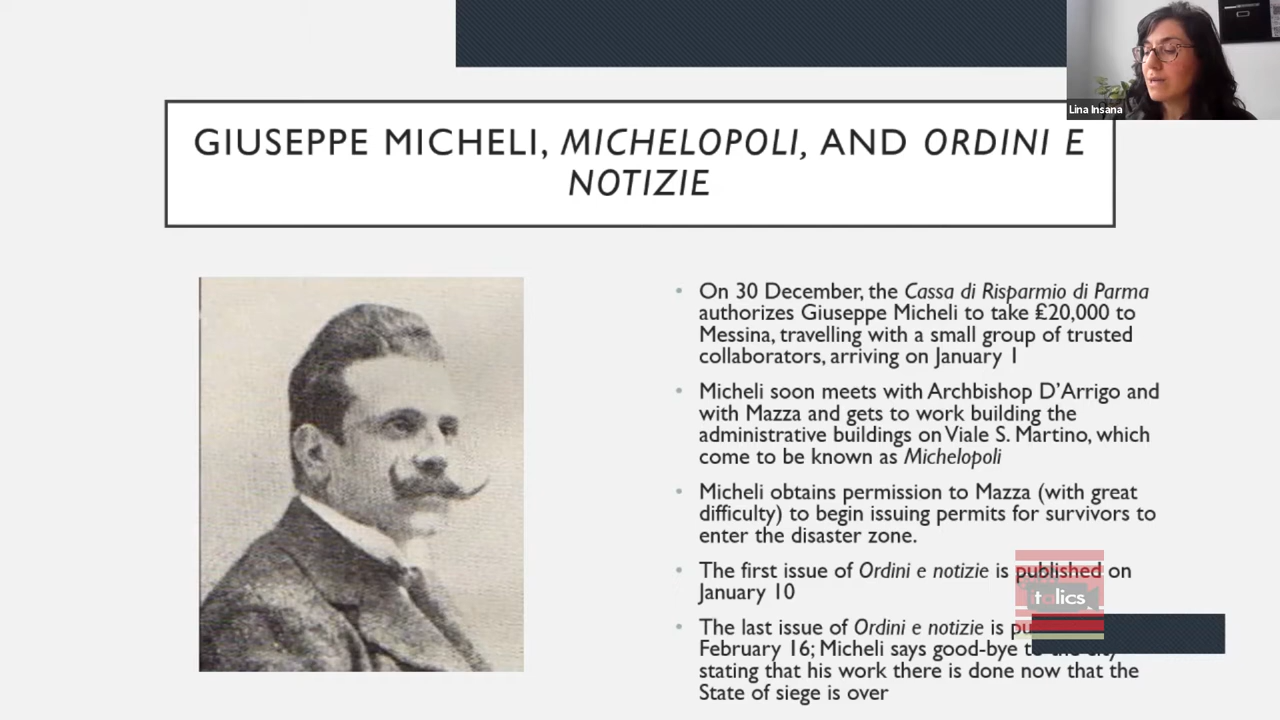 Lina Insana
GIUSEPPE MICHELI, MICHELOPOLI, AND ORDINI E
NOTIZIE
• On 30 December, the Cassa di Risparmio di Parma
authorizes Giuseppe Micheli to take ₤20,000 to
Messina, travelling with a small group of trusted
collaborators, arriving on January 1
• Micheli soon meets with Archbishop D'Arrigo and
with Mazza and gets to work building the
administrative buildings on Viale S. Martino, which
come to be known as Michelopoli
• Micheli obtains permission to Mazza (with great
difficulty) to begin issuing permits for survivors to
enter the disaster zone.
• The first issue of Ordini e notizie is published on
January 10
italics
• The last issue of Ordini e notizie is
February 16; Micheli says good-bye to the city
stating that his work there is done now that the
State of siege is over